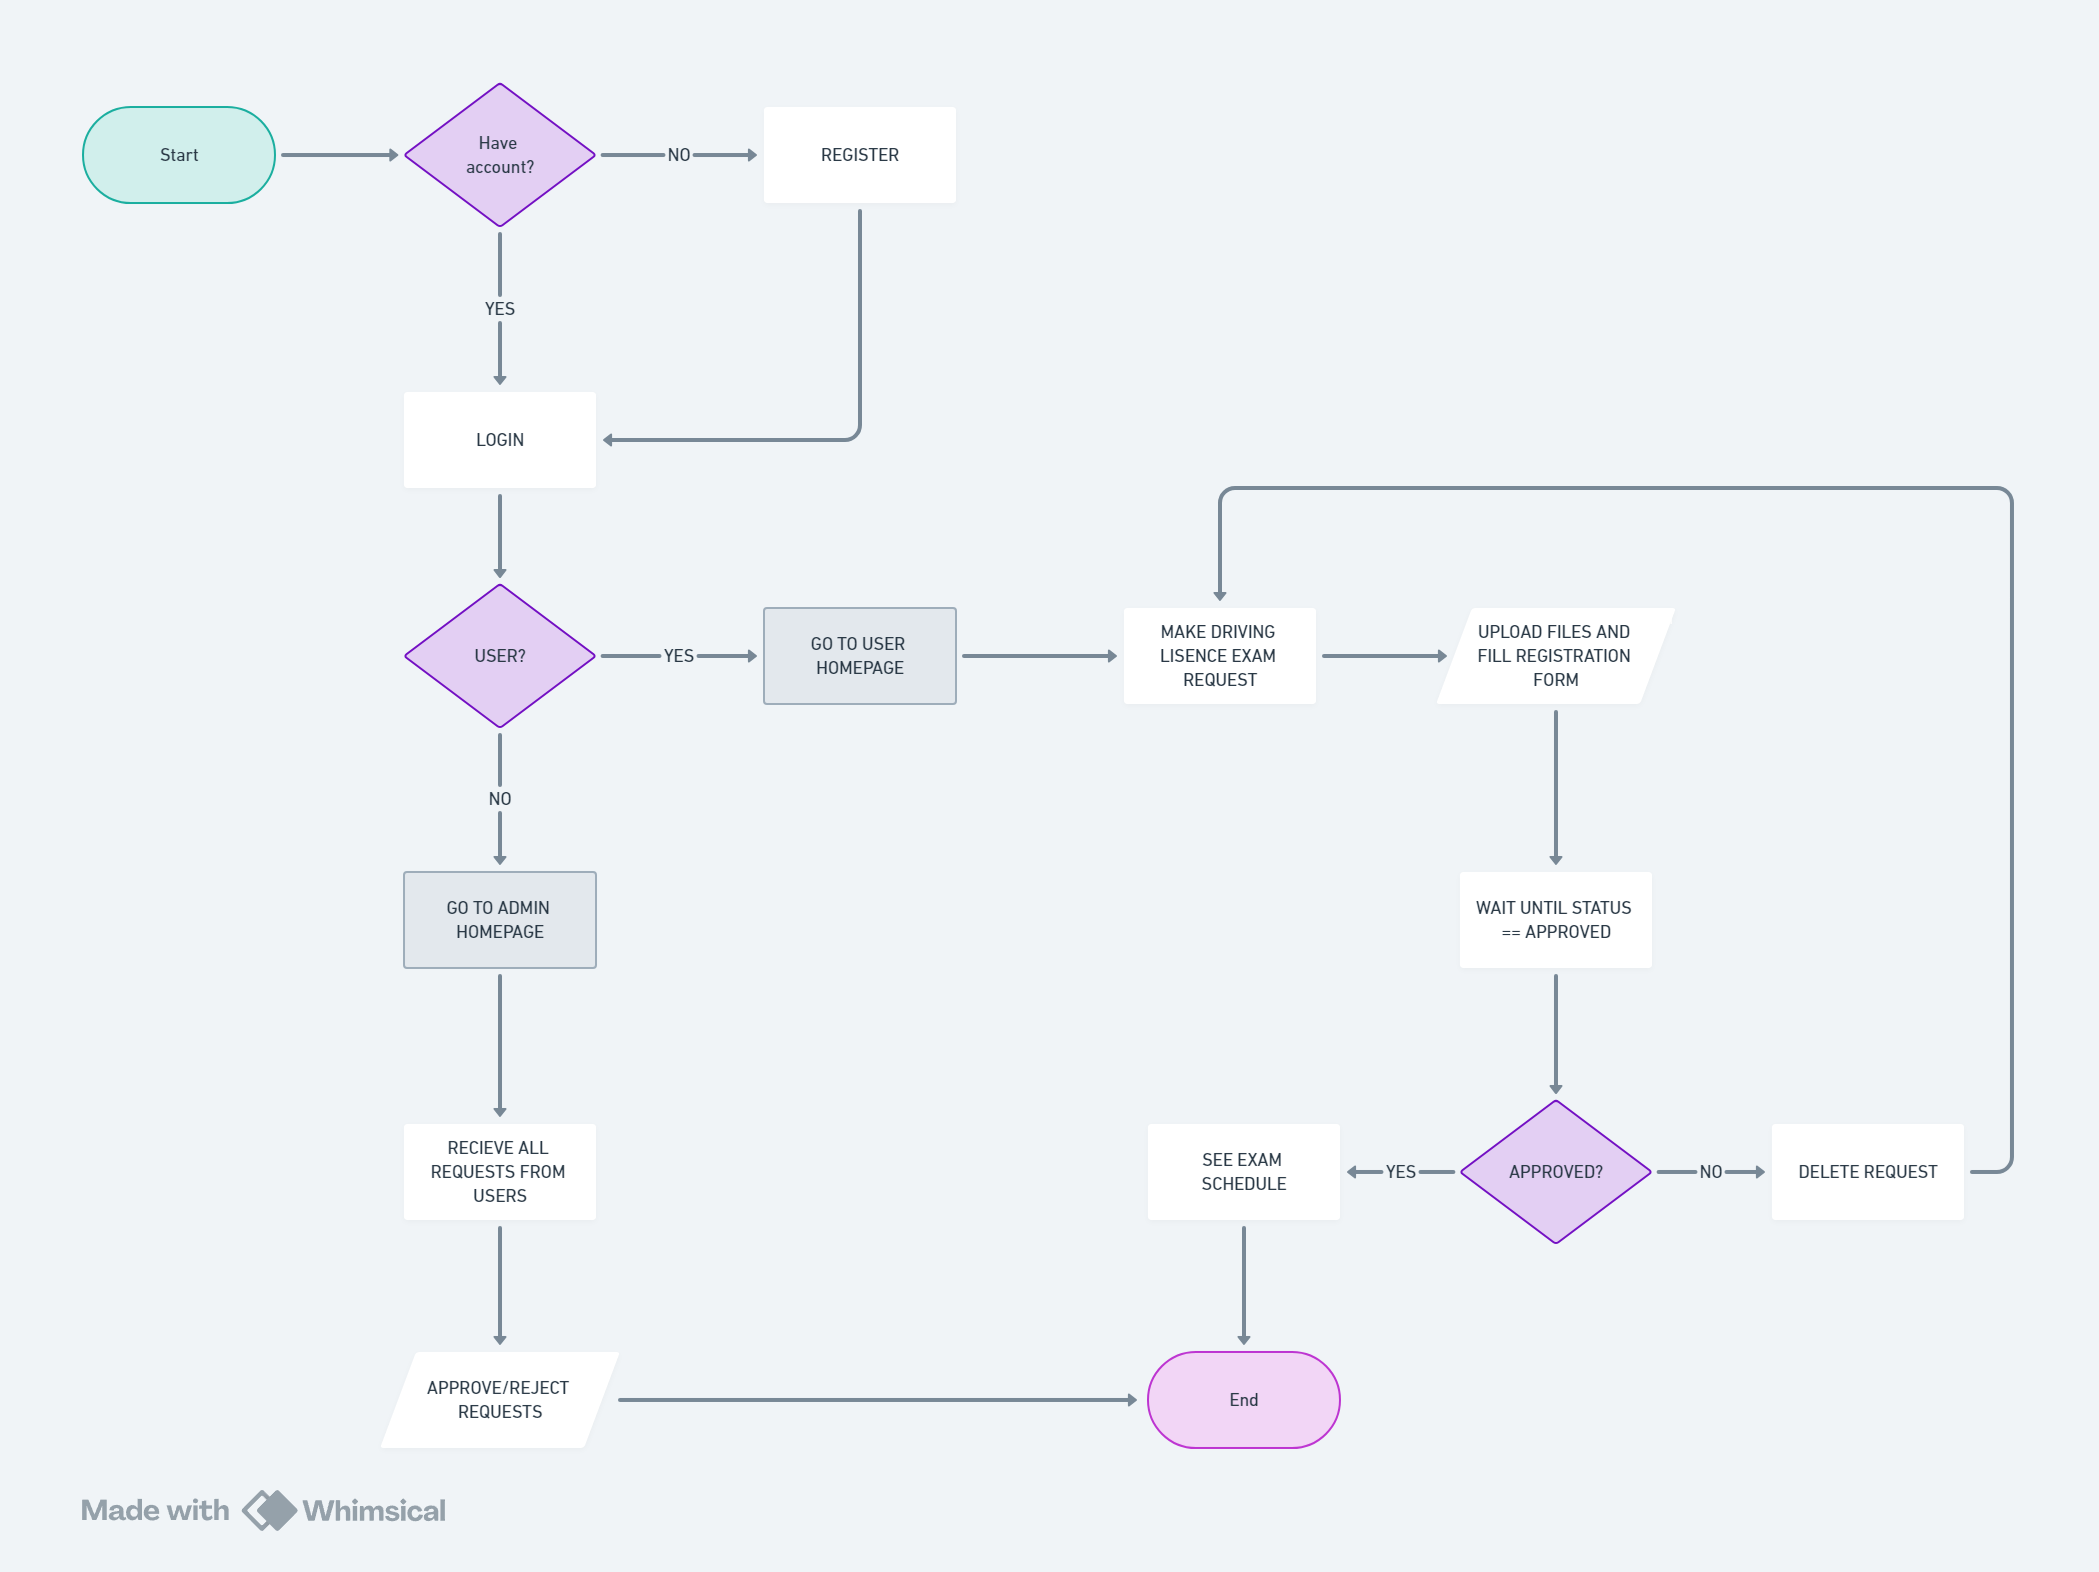 Start
Have
account?
NO
REGISTER
YES
LOGIN
USER?
YES
GO TO USER
HOMEPAGE
MAKE DRIVING
LISENCE EXAM
REQUEST
UPLOAD FILES AND
FILL REGISTRATION
FORM
NO
GO TO ADMIN
HOMEPAGE
WAIT UNTIL STATUS
== APPROVED
RECIEVE ALL
REQUESTS FROM
USERS
SEE EXAM
SCHEDULE
YES
APPROVED?
NO
DELETE REQUEST
APPROVE/REJECT
REQUESTS
End
Made with Whimsical